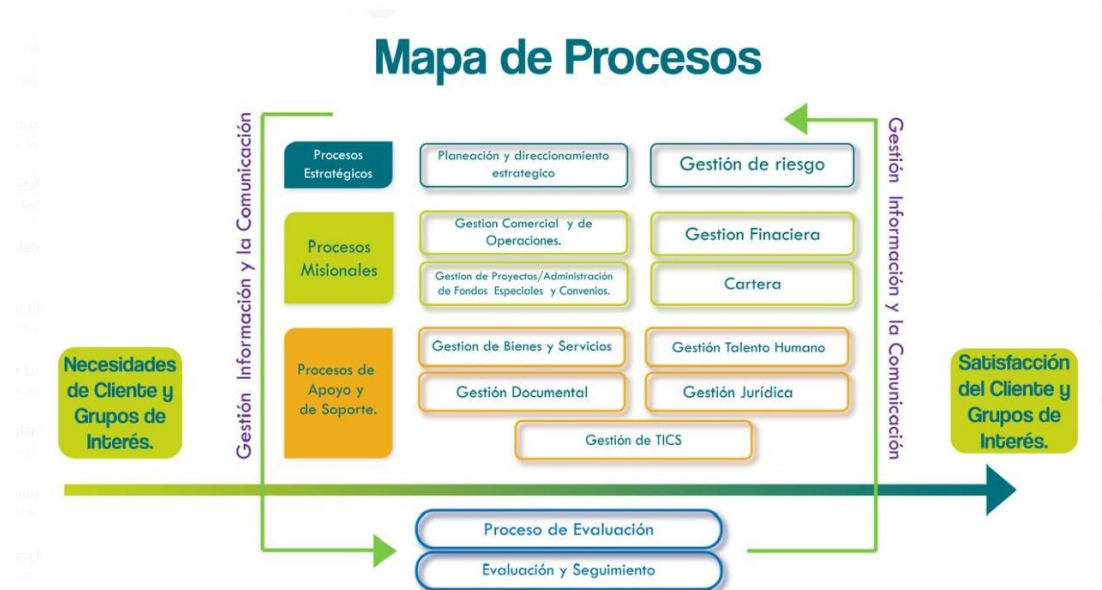 Mapa de Procesos
Gestión Información y la Comunicación
Procesos
Estratégicos
Planeación y direccionamiento
estrategico
Gestión de riesgo
Procesos
Misionales
Gestion Comercial y de
Operaciones.
Gestion Finaciera
Gestion de Proyectos/Administración
de Fondos Especiales y Convenios.
Cartera
Procesos de
Apoyo y
de Soporte.
Gestion de Bienes y Servicios
Gestión Talento Humano
Gestión Documental
Gestión Jurídica
Gestión de TICS
Gestión Información y la Comunicación
Necesidades
de Cliente y
Grupos de
Interés.
Satisfacción
del Cliente y
Grupos de
Interés.
Proceso de Evaluación
Evaluación y Seguimiento